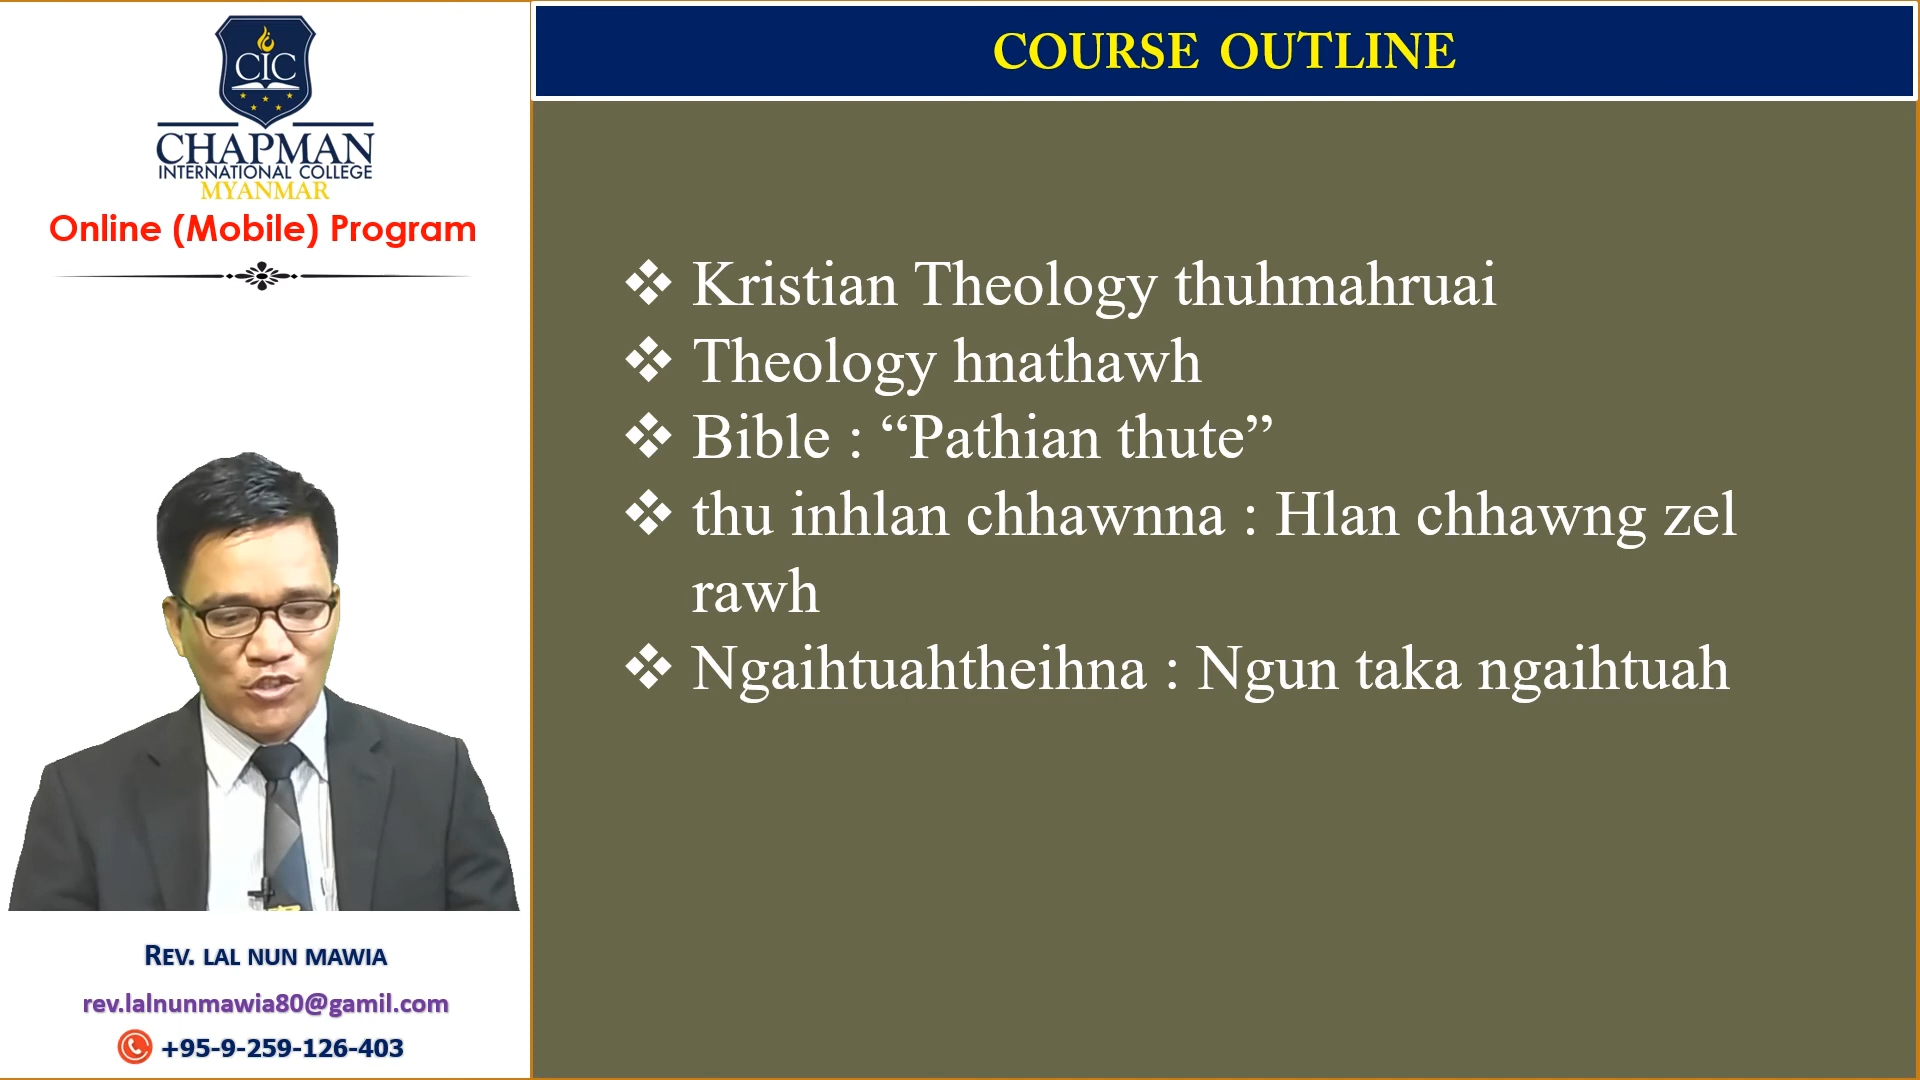 CIC
CHAPMAN
INTERNATIONAL COLLEGE
MYANMAR
Online (Mobile) Program
REV. LAL NUN MAWIA
rev.lalnunmawia80@gamil.com
+95-9-259-126-403
COURSE OUTLINE
❖ Kristian Theology thuhmahruai
❖ Theology hnathawh
❖ Bible : “Pathian thute”
❖ thu inhlan chhawnna : Hlan chhawng zel
rawh
❖ Ngaihtuahtheihna : Ngun taka ngaihtuah